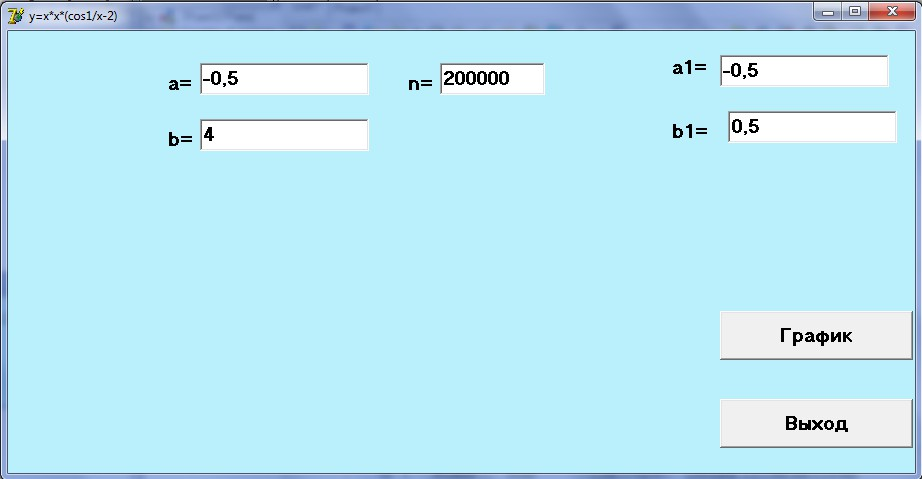 y=x*x*(cos1/x-2)
a= -0,5
n= 200000
a1= -0,5
b= 4
b1= 0,5
График
Выход